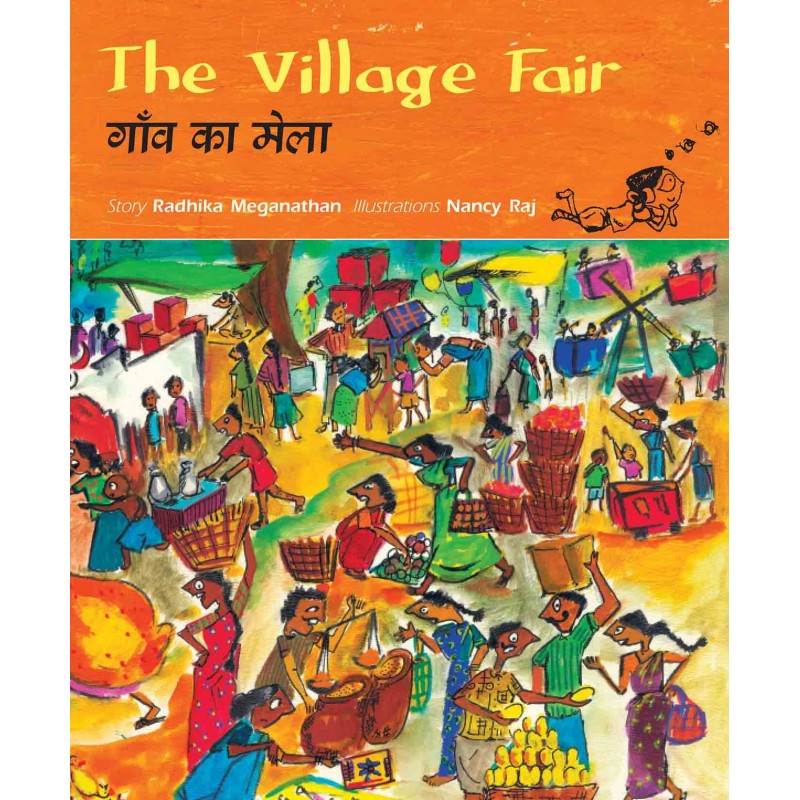 The Village Fair
गाँव का मेला
Story Radhika Meganathan Illustrations Nancy Raj